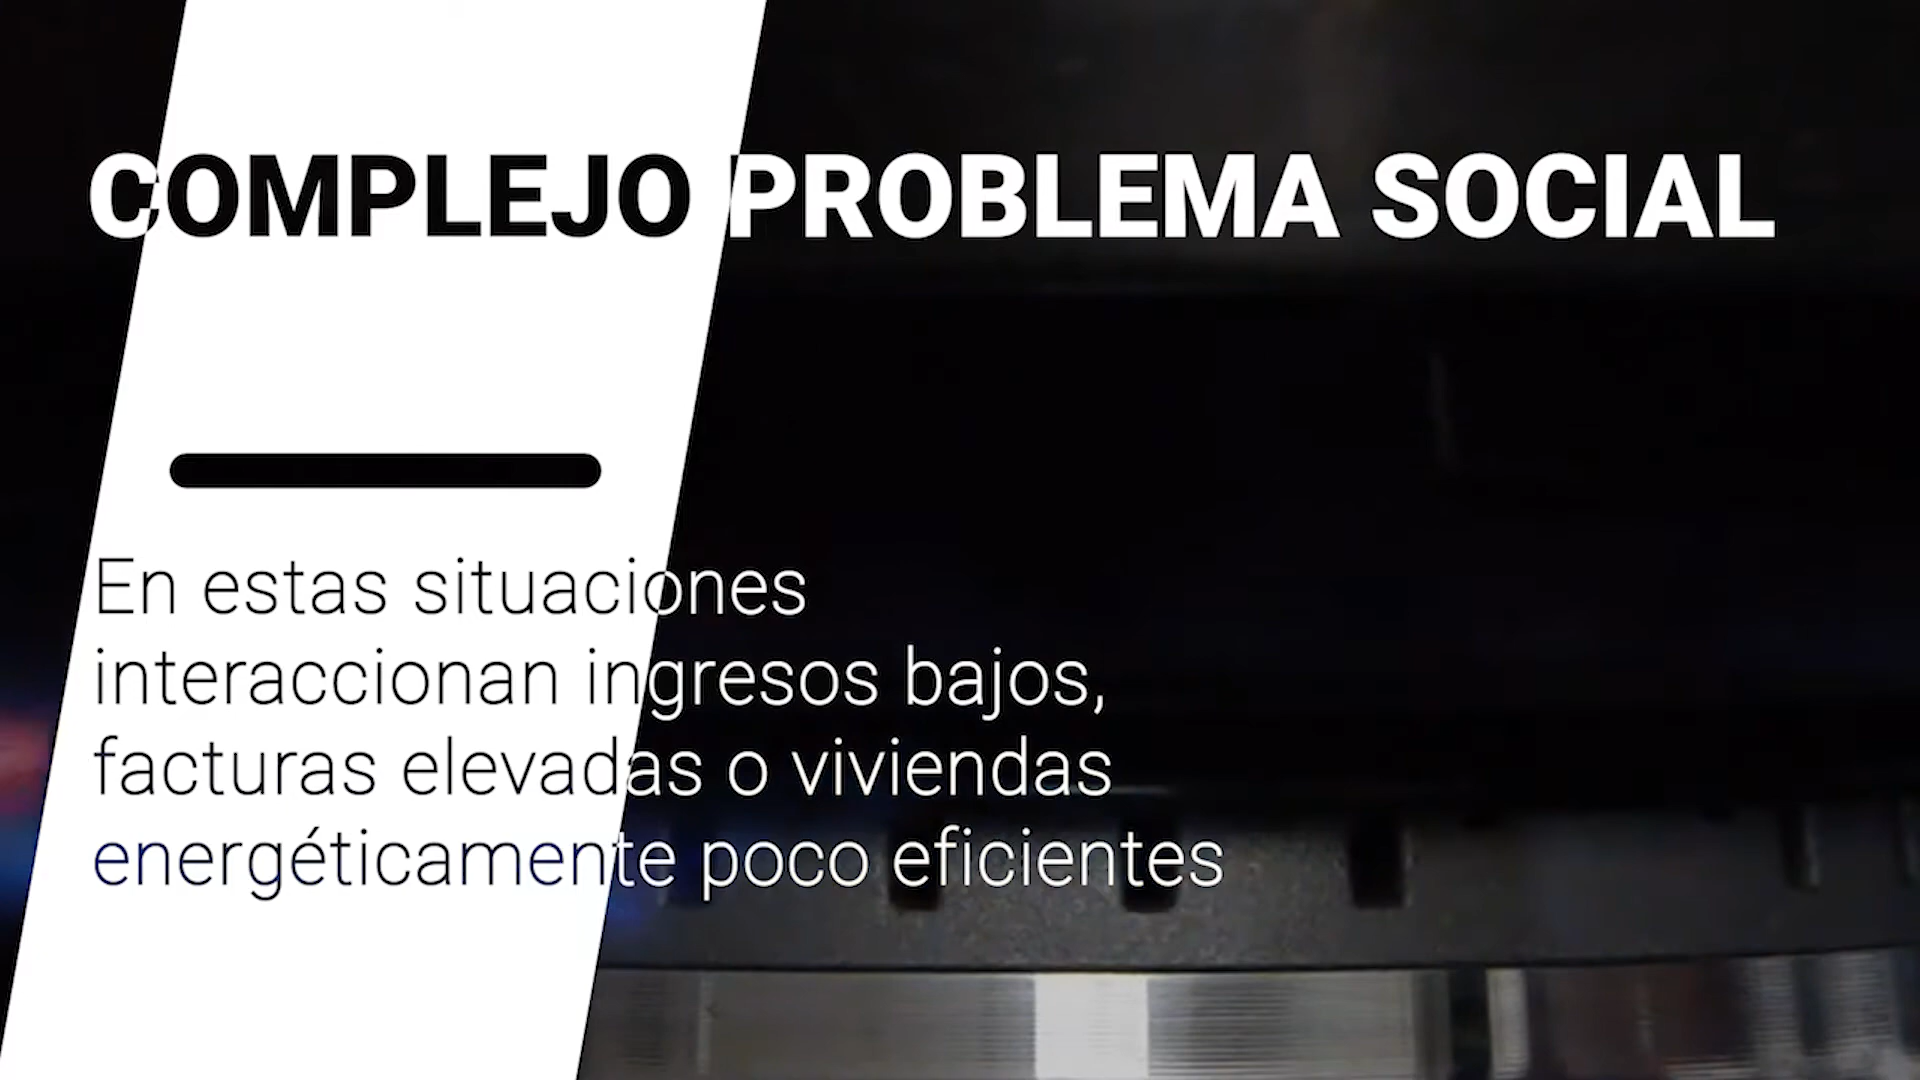 COMPLEJO PROBLEMA SOCIAL
En estas situaciones
interaccionan ingresos bajos,
facturas elevadas o viviendas
energéticamente poco eficientes